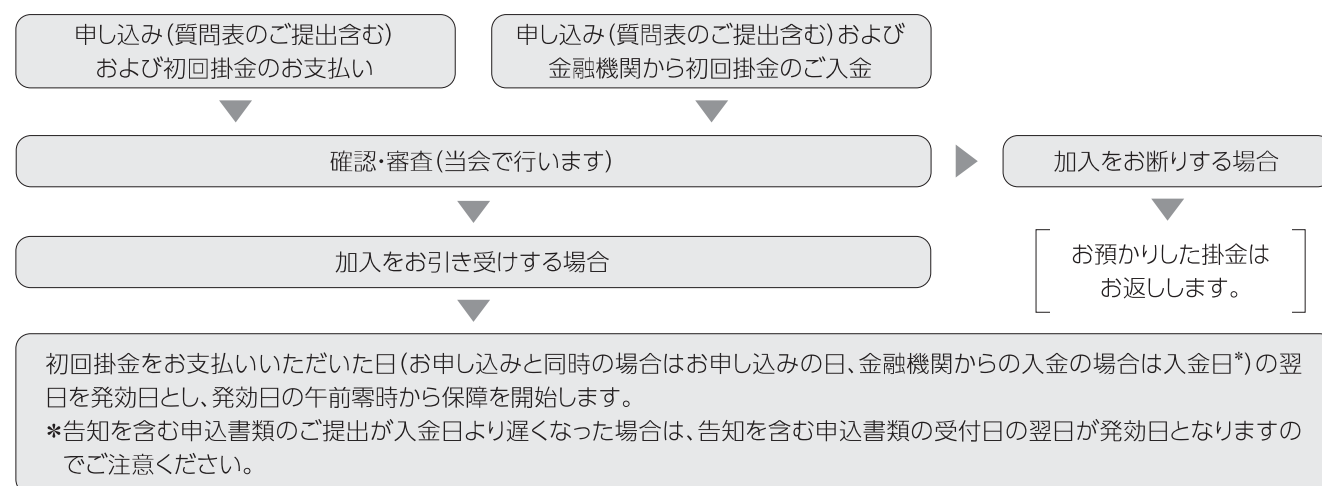 申し込み(質問表のご提出含む)
および初回掛金のお支払い
申し込み(質問表のご提出含む)および
金融機関から初回掛金のご入金
確認・審査(当会で行います)
加入をお断りする場合
加入をお引き受けする場合
お預かりした掛金は
お返しします。
初回掛金をお支払いいただいた日(お申し込みと同時の場合はお申し込みの日、金融機関からの入金の場合は入金日*)の翌
日を発効日とし、発効日の午前零時から保障を開始します。
*告知を含む申込書類のご提出が入金日より遅くなった場合は、告知を含む申込書類の受付日の翌日が発効日となりますの
でご注意ください。